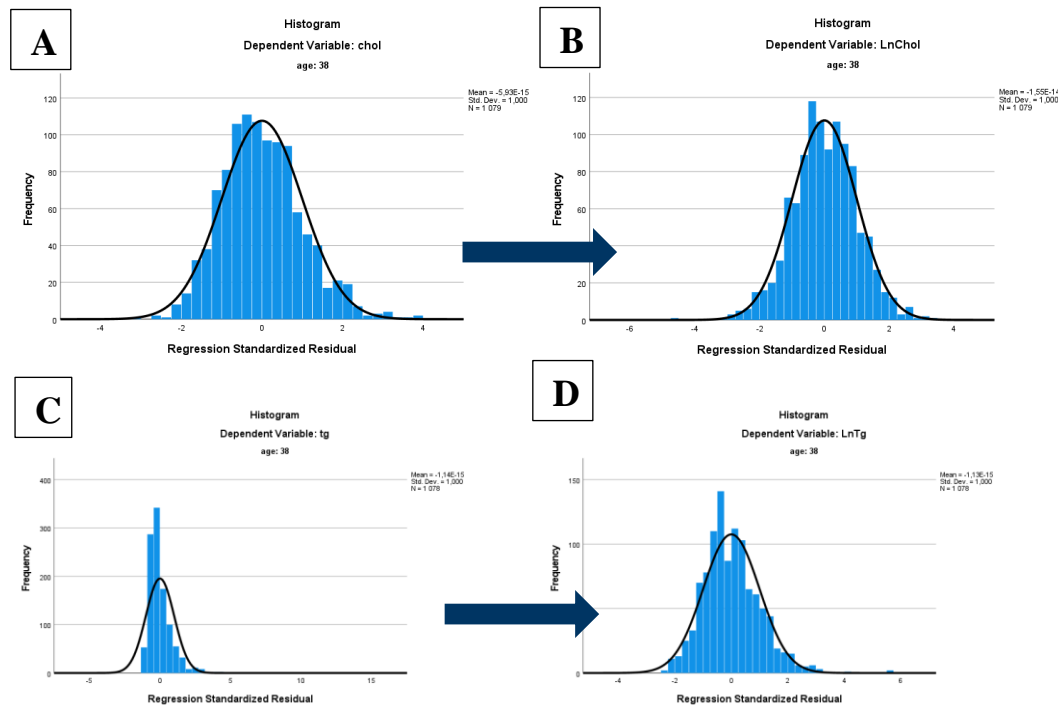 A
Histogram
Dependent Variable: chol
age: 38
Mean = -5,93E-15
Std. Dev. = 1,000
N = 1 079
120
100
80
60
40
20
0
Frequency
-4 -2 0 2 4
Regression Standardized Residual
B
Histogram
Dependent Variable: LnChol
age: 38
Mean = -1,55E-14
Std. Dev. = 1,000
N = 1 079
120
100
80
60
40
20
0
Frequency
-6 -4 -2 0 2 4
Regression Standardized Residual
C
Histogram
Dependent Variable: tg
age: 38
Mean = -1,14E-15
Std. Dev. = 1,000
N = 1 078
400
300
200
100
0
Frequency
-5 0 5 10 15
Regression Standardized Residual
D
Histogram
Dependent Variable: LnTg
age: 38
Mean = -1,13E-15
Std. Dev. = 1,000
N = 1 078
150
100
50
0
Frequency
-4 -2 0 2 4 6
Regression Standardized Residual